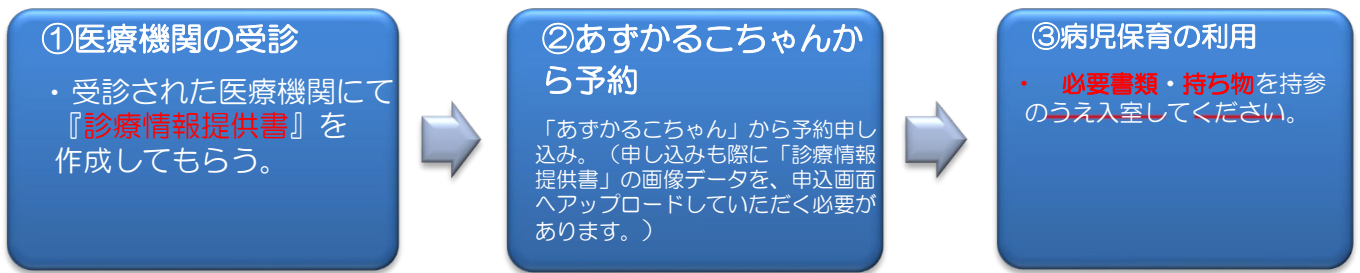 ①医療機関の受診
・受診された医療機関にて
『診療情報提供書』を
作成してもらう。
②あずかるこちゃんか
ら予約
「あずかるこちゃん」から予約申し
込み。（申し込みも際に「診療情報
提供書」の画像データを、申込画面
へアップロードしていただく必要が
あります。）
③病児保育の利用
・ 必要書類・持ち物を持参
のうえ入室してください。